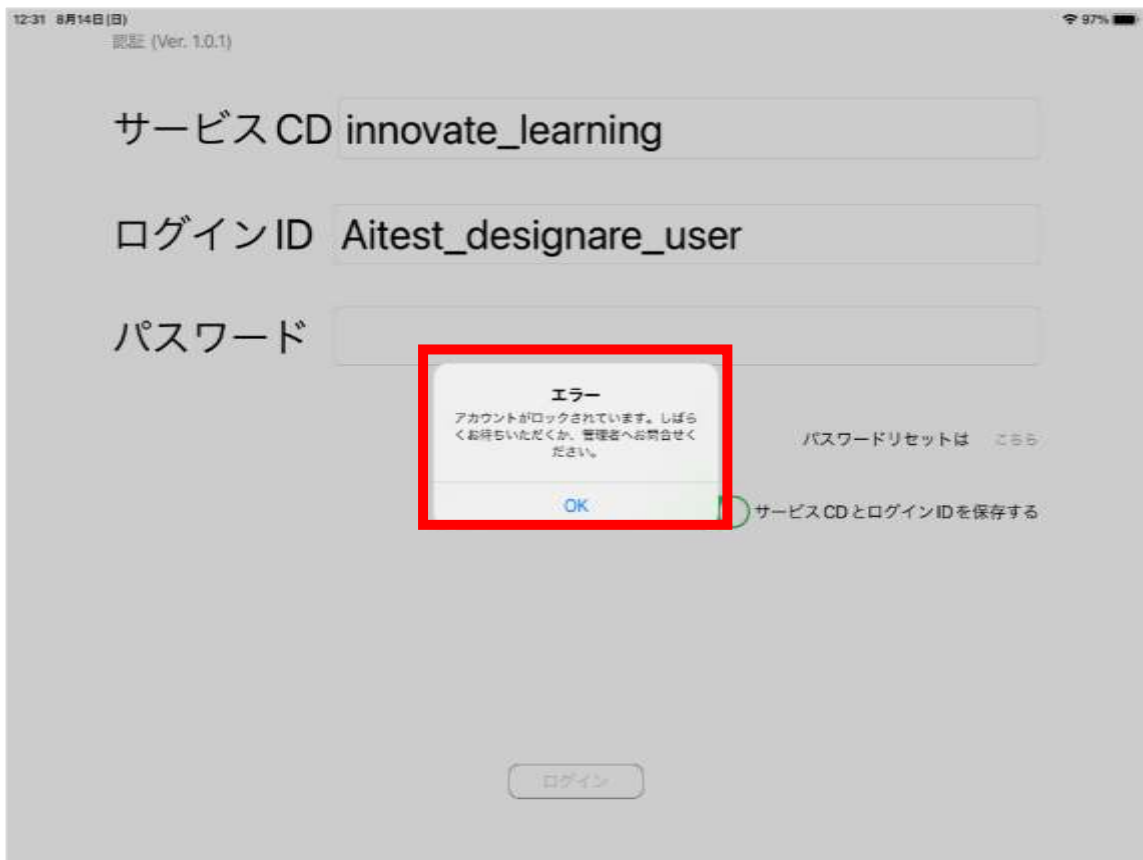 12:31 8月14日(日)
97%
認証 (Ver. 1.0.1)
サービスCD innovate_learning
ログインID Aitest_designare_user
パスワード
エラー
アカウントがロックされています。しばら
くお待ちいただくか、管理者へお問合せく
ださい。
OK
パスワードリセットは こちら
サービスCDとログインIDを保存する
ログイン